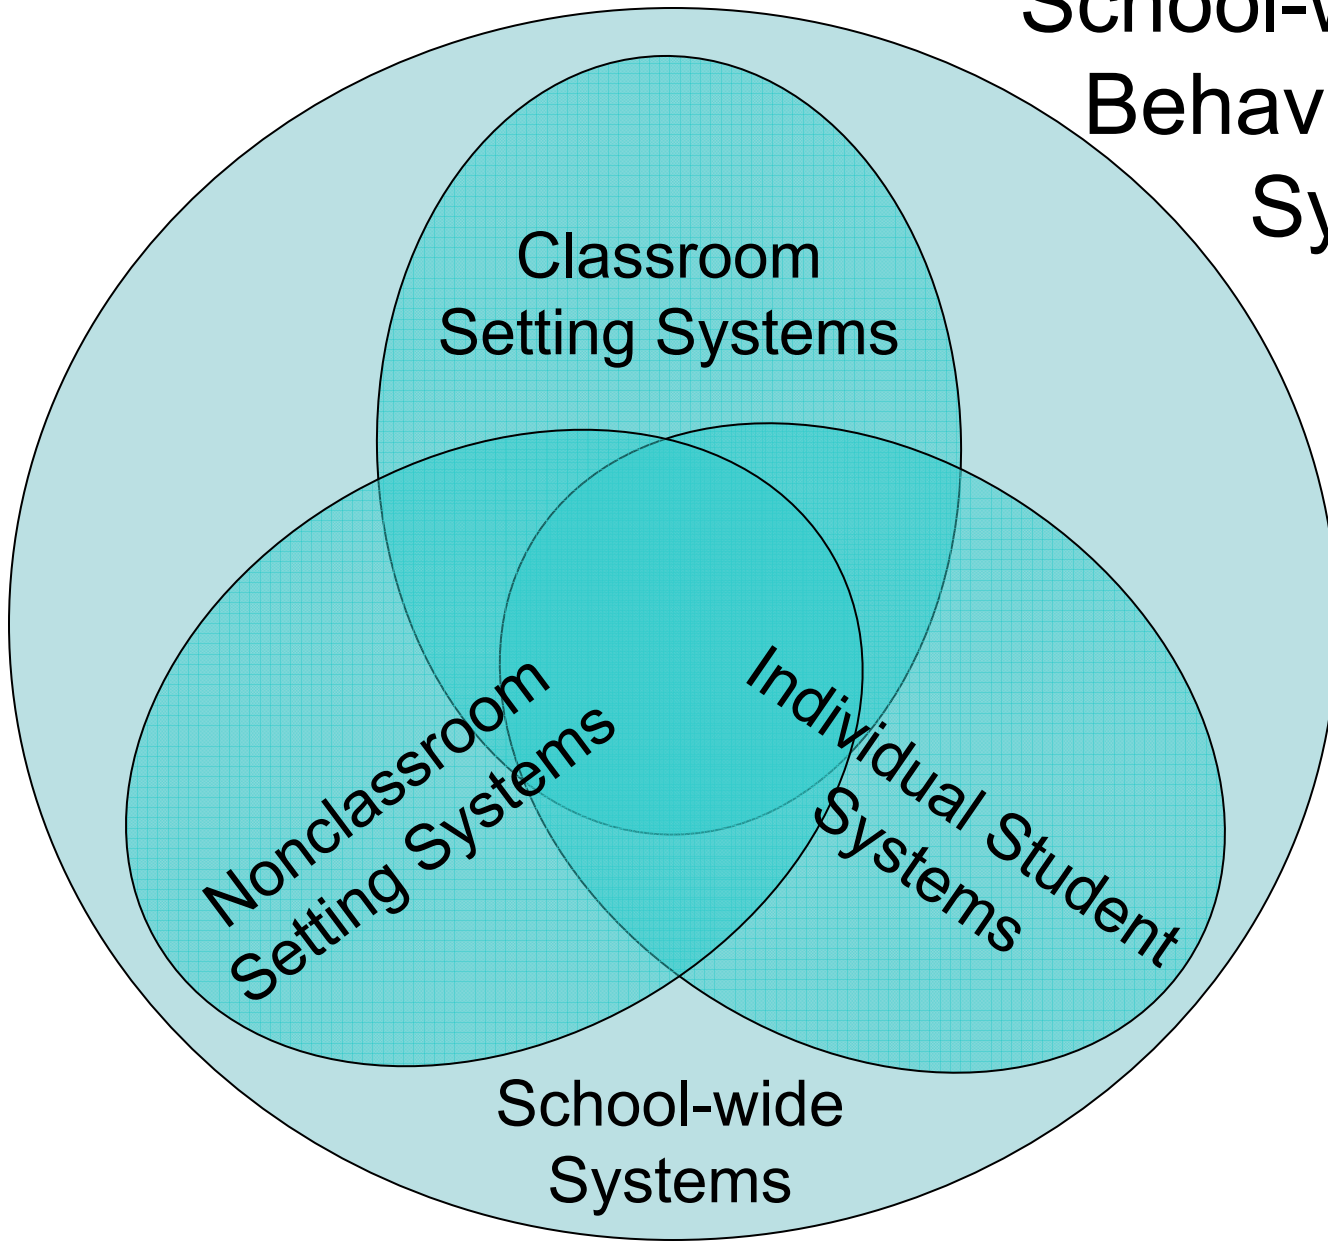 Behav
Sy
Classroom
Setting Systems
Nonclassroom
Setting Systems
Individual Student
Systems
School-wide
Systems